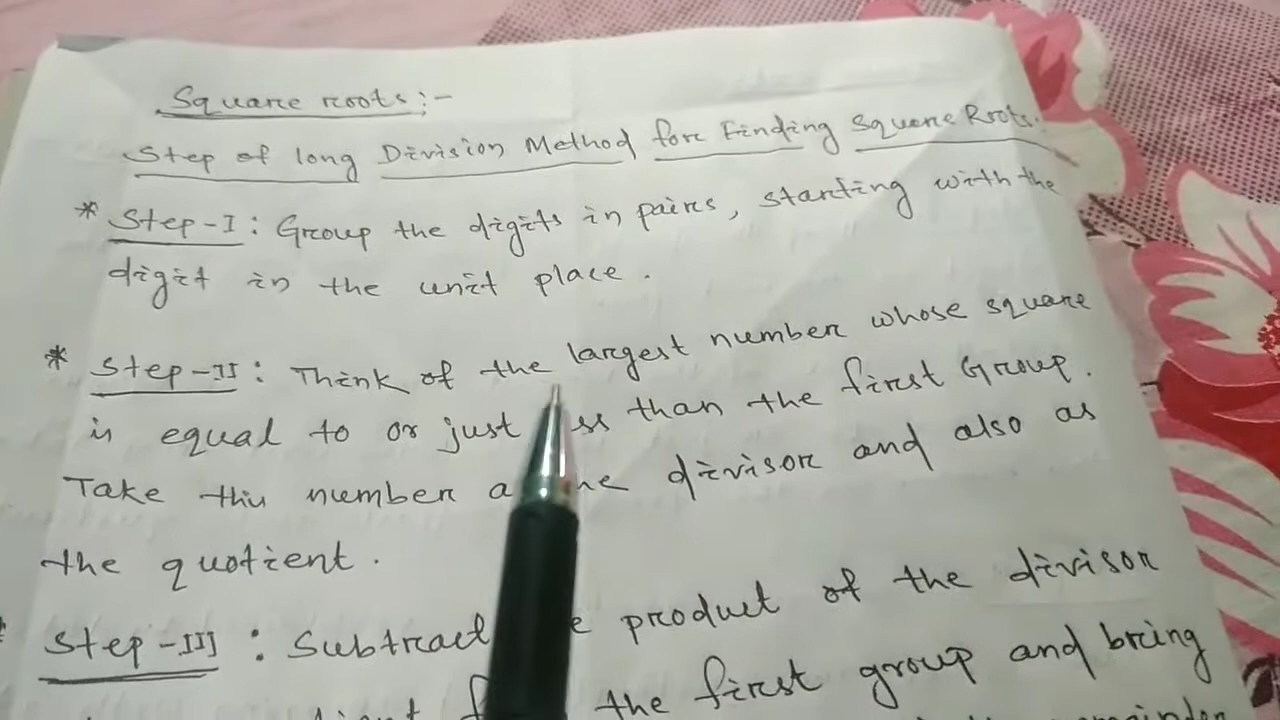 Square roots:-
Step of long Division Method for Finding Square Roots.
* Step-I : Group the digits in pairs, starting with the
digit in the unit place.
* Step-II : Think of the largest number whose square
is equal to or just ss than the first Group.
Take this number a he divisor and also as
the quotient.
* Step-III : Subtract e product of the divisor
the first group and bring